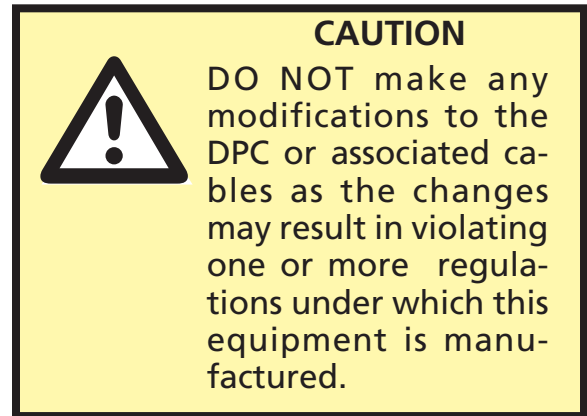 CAUTION
DO NOT make any
modifications to the
DPC or associated ca-
bles as the changes
may result in violating
one or more regula-
tions under which this
equipment is manu-
factured.